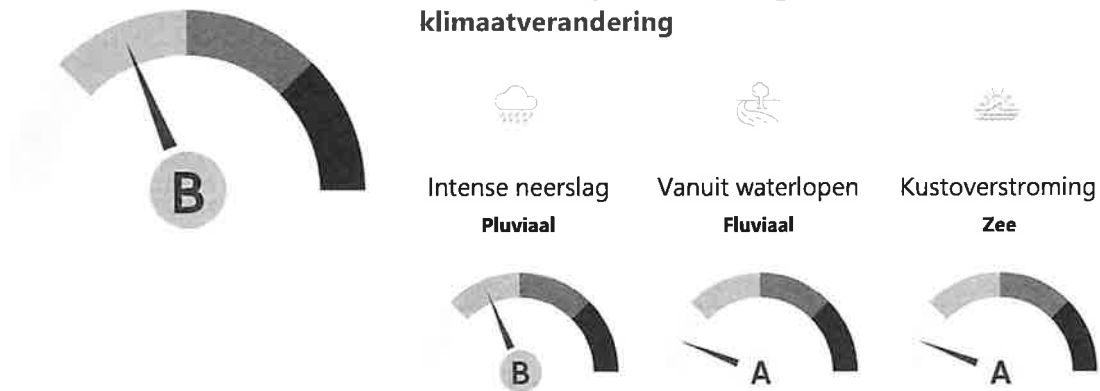 klimaatverandering
B
Intense neerslag
Pluviaal
B
Vanuit waterlopen
Fluviaal
A
Kustoverstroming
Zee
A